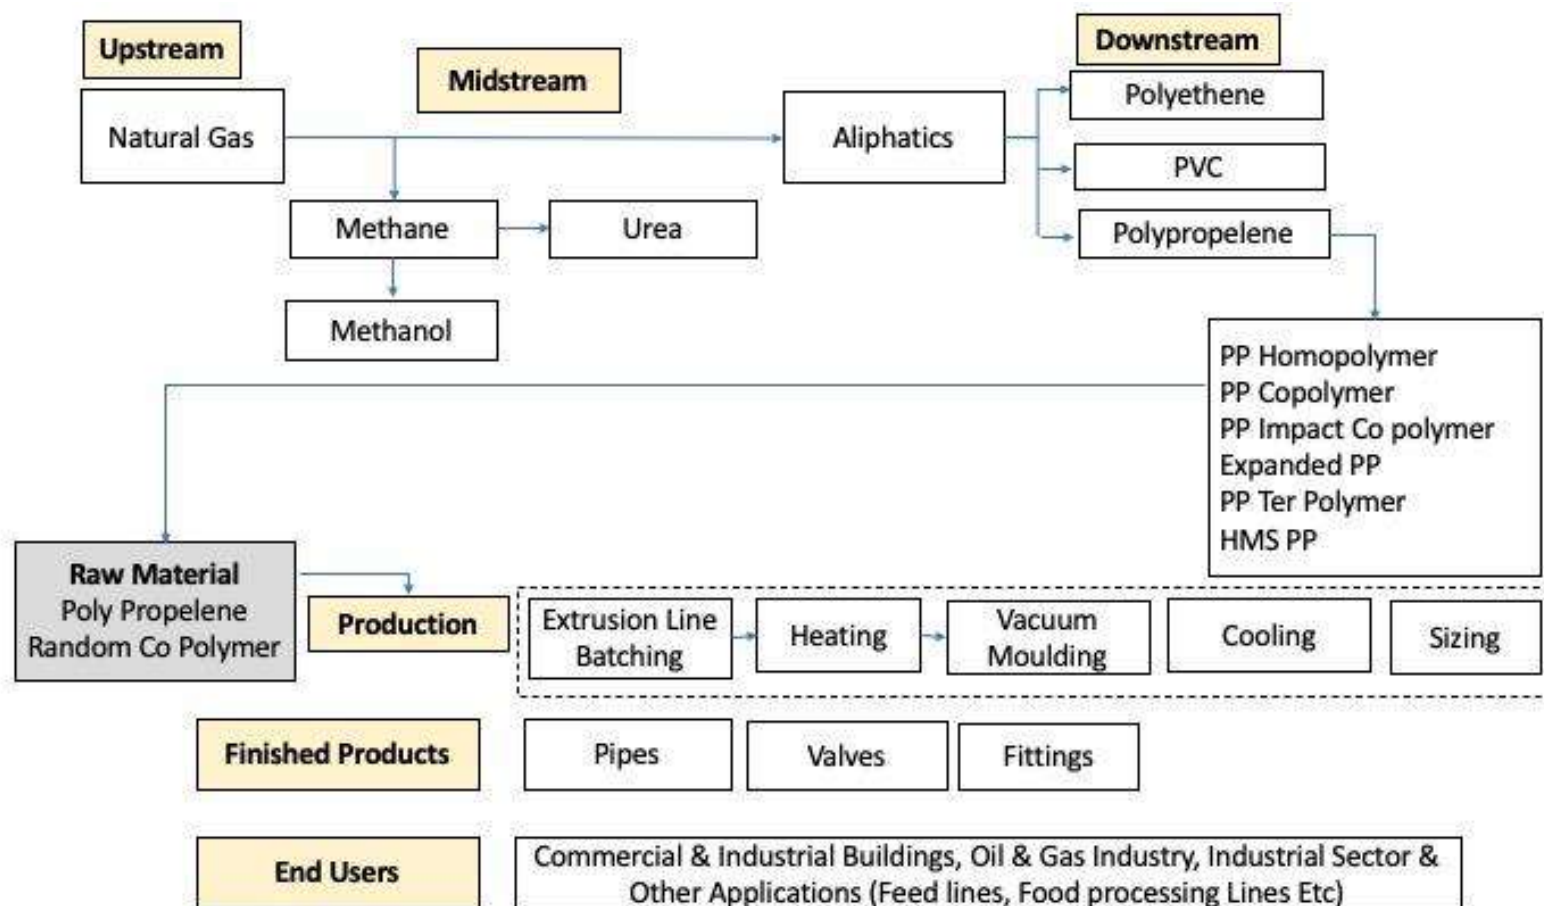 Upstream
Midstream
Downstream
Natural Gas
Aliphatics
Polyethene
PVC
Polypropelene
Methane
Urea
Methanol
PP Homopolymer
PP Copolymer
PP Impact Co polymer
Expanded PP
PP Ter Polymer
HMS PP
Raw Material
Poly Propelene
Random Co Polymer
Production
Extrusion Line
Batching
Heating
Vacuum
Moulding
Cooling
Sizing
Finished Products
Pipes
Valves
Fittings
End Users
Commercial & Industrial Buildings, Oil & Gas Industry, Industrial Sector &
Other Applications (Feed lines, Food processing Lines Etc)